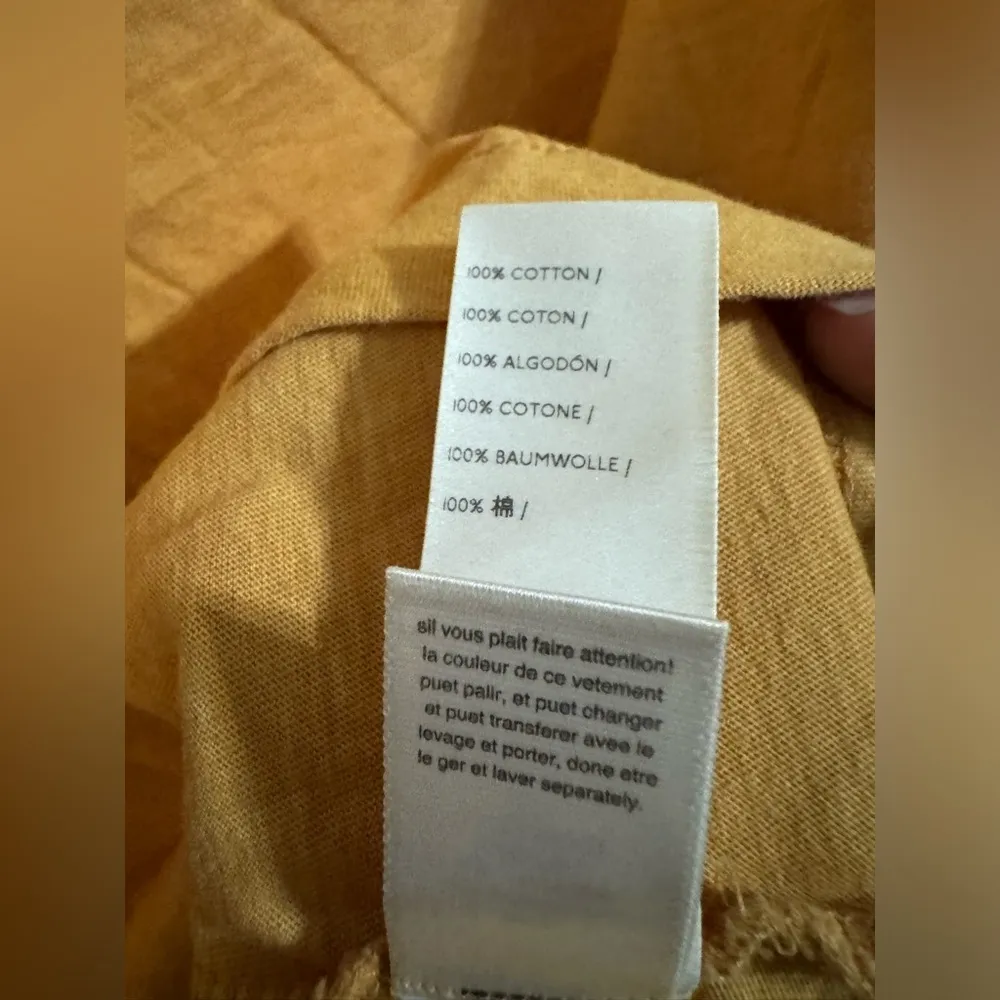 100% COTTON /
100% COTON /
100% ALGODÓN /
100% COTONE /
100% BAUMWOLLE /
100% 棉 /
sil vous plait faire attention!
la couleur de ce vetement
puet palir, et puet changer
et puet transferer avee le
levage et porter, done etre
le ger et laver separately.